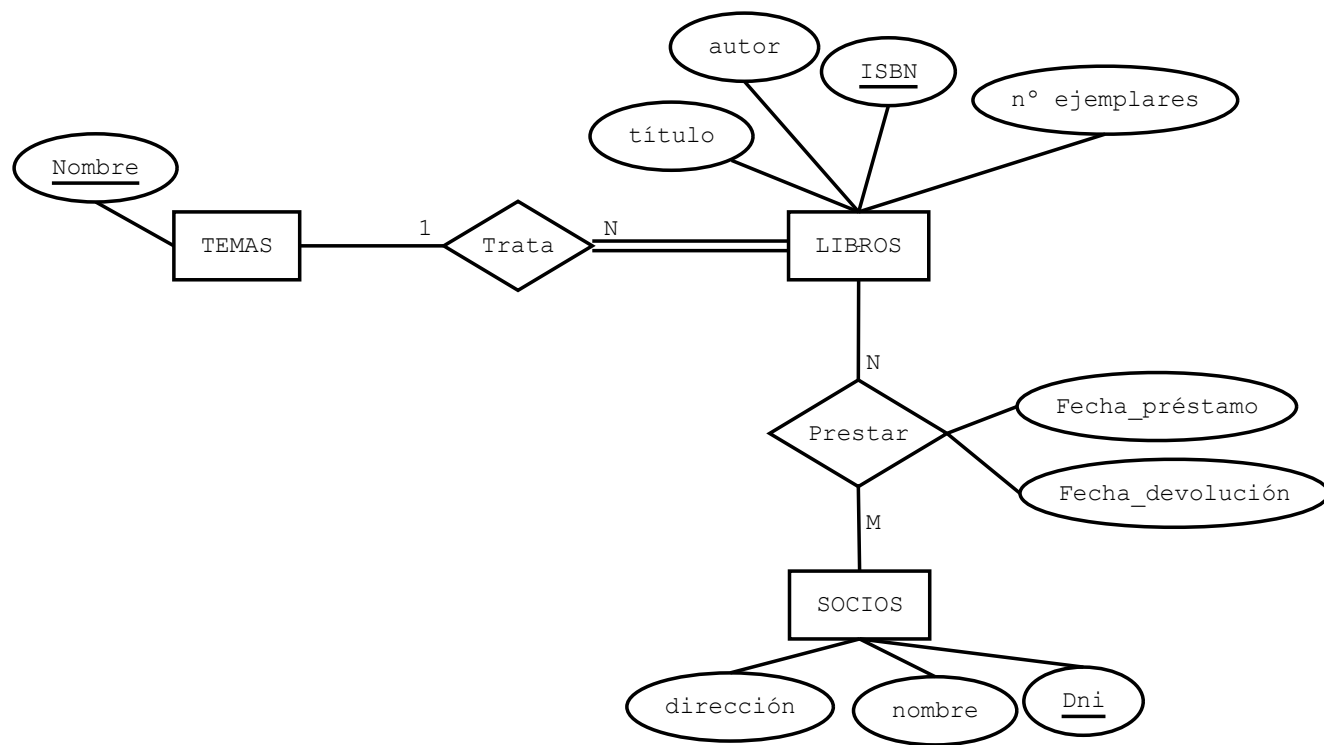 autor
ISBN
nº ejemplares
título
Nombre
TEMAS
1
Trata
N
LIBROS
N
Prestar
Fecha_préstamo
Fecha_devolución
M
SOCIOS
dirección
nombre
Dni